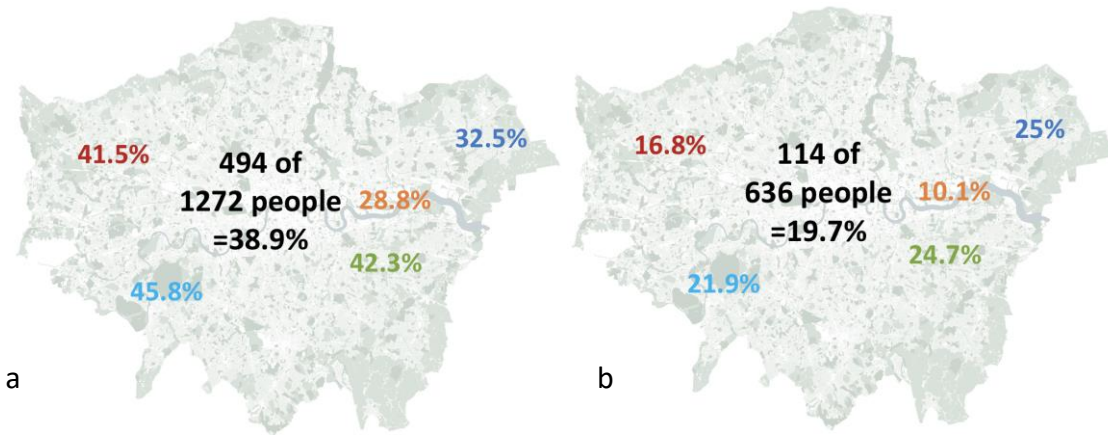 41.5%
494 of
1272 people
=38.9%
32.5%
28.8%
42.3%
45.8%
a
16.8%
114 of
636 people
=19.7%
25%
10.1%
24.7%
21.9%
b